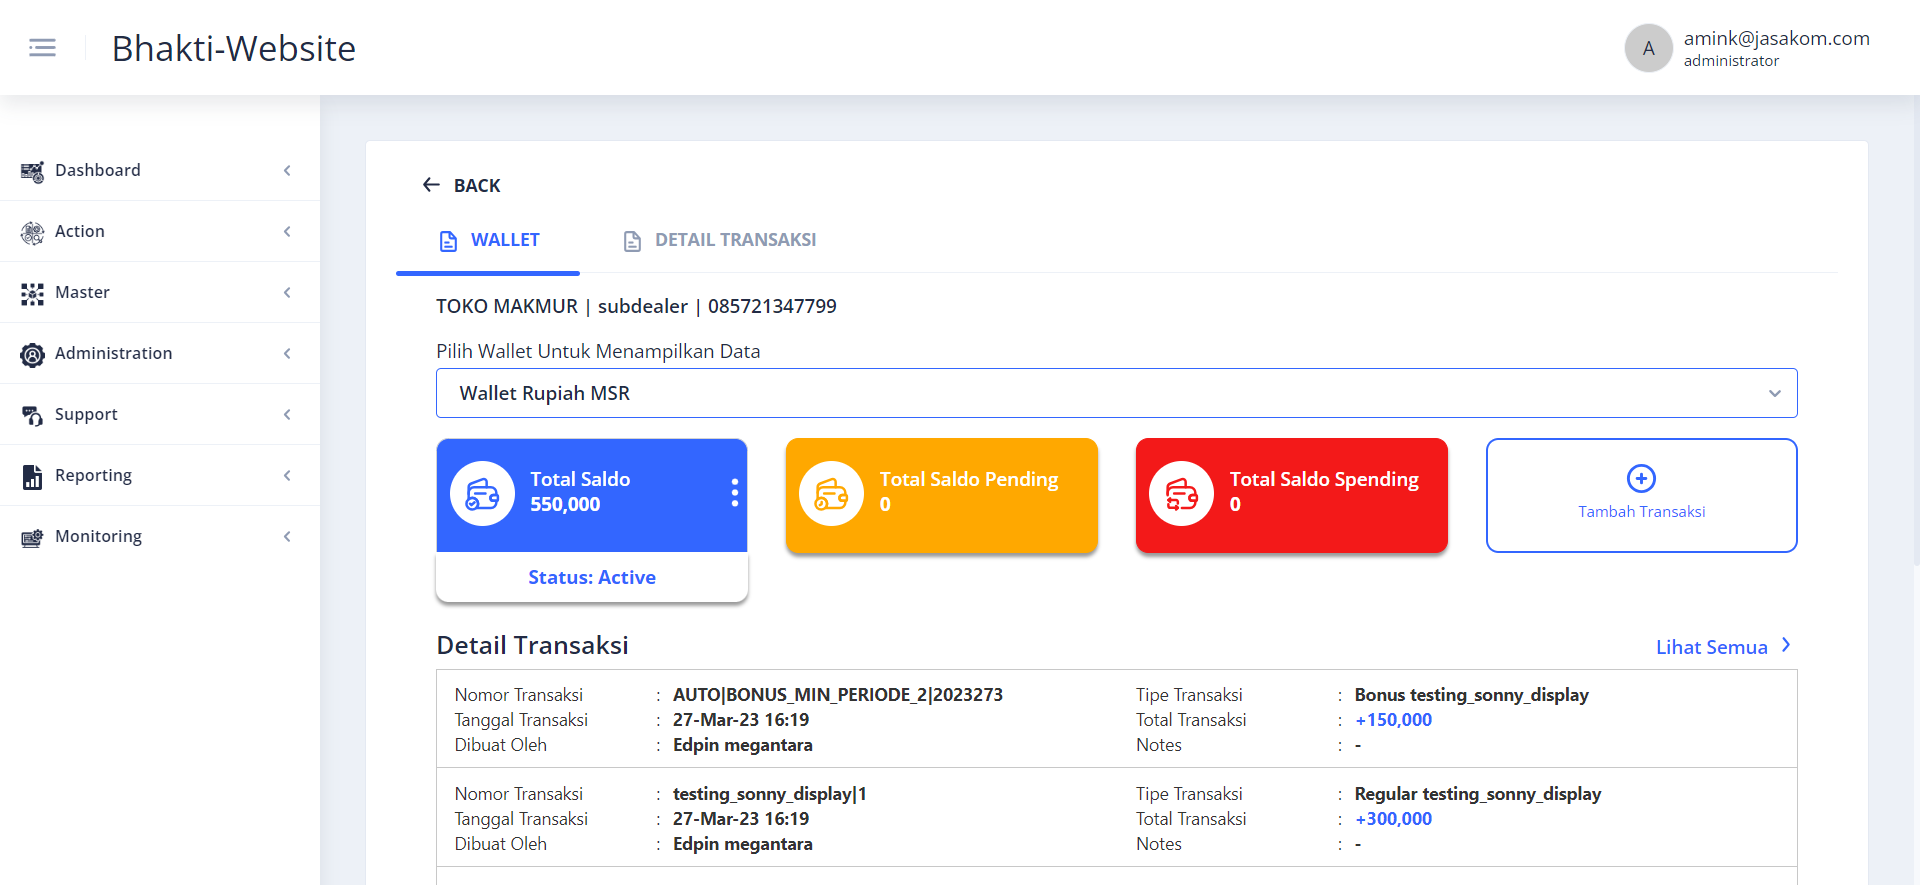 Bhakti-Website
A
amink@jasakom.com
administrator
Dashboard
Action
Master
Administration
Support
Reporting
Monitoring
BACK
WALLET
DETAIL TRANSAKSI
TOKO MAKMUR | subdealer | 085721347799
Pilih Wallet Untuk Menampilkan Data
Wallet Rupiah MSR
Total Saldo
550,000
Status: Active
Total Saldo Pending
0
Total Saldo Spending
0
Tambah Transaksi
Detail Transaksi
Lihat Semua
Nomor Transaksi : AUTO|BONUS_MIN_PERIODE_2|2023273 Tipe Transaksi : Bonus testing_sonny_display
Tanggal Transaksi : 27-Mar-23 16:19 Total Transaksi : +150,000
Dibuat Oleh : Edpin megantara Notes : -
Nomor Transaksi : testing_sonny_display|1 Tipe Transaksi : Regular testing_sonny_display
Tanggal Transaksi : 27-Mar-23 16:19 Total Transaksi : +300,000
Dibuat Oleh : Edpin megantara Notes : -